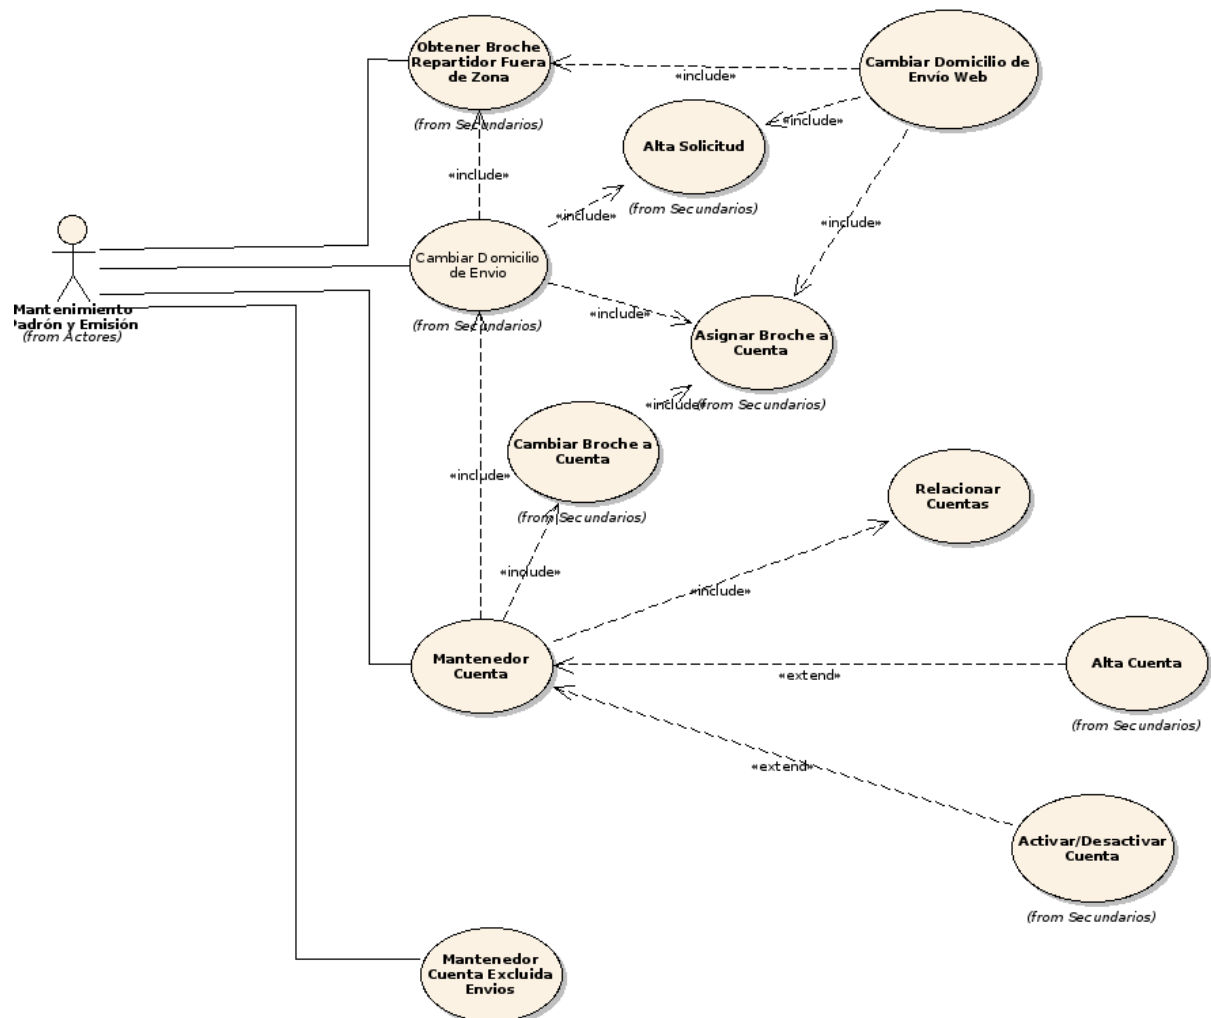 Obtener Broche
Repartidor Fuera
de Zona
(from Secundarios)
Cambiar Domicilio de
Envío Web
«include»
«include»
Alta Solicitud
(from Secundarios)
«include»
«include»
«include»
Cambiar Domicilio
de Envio
(from Secundarios)
Mantenimiento
Padrón y Emisión
(from Actores)
«include»
Asignar Broche a
Cuenta
(from Secundarios)
«include»
Cambiar Broche a
Cuenta
(from Secundarios)
«include»
Relacionar
Cuentas
«include»
«include»
Mantenedor
Cuenta
«extend»
Alta Cuenta
(from Secundarios)
«extend»
Activar/Desactivar
Cuenta
(from Secundarios)
Mantenedor
Cuenta Excluida
Envios